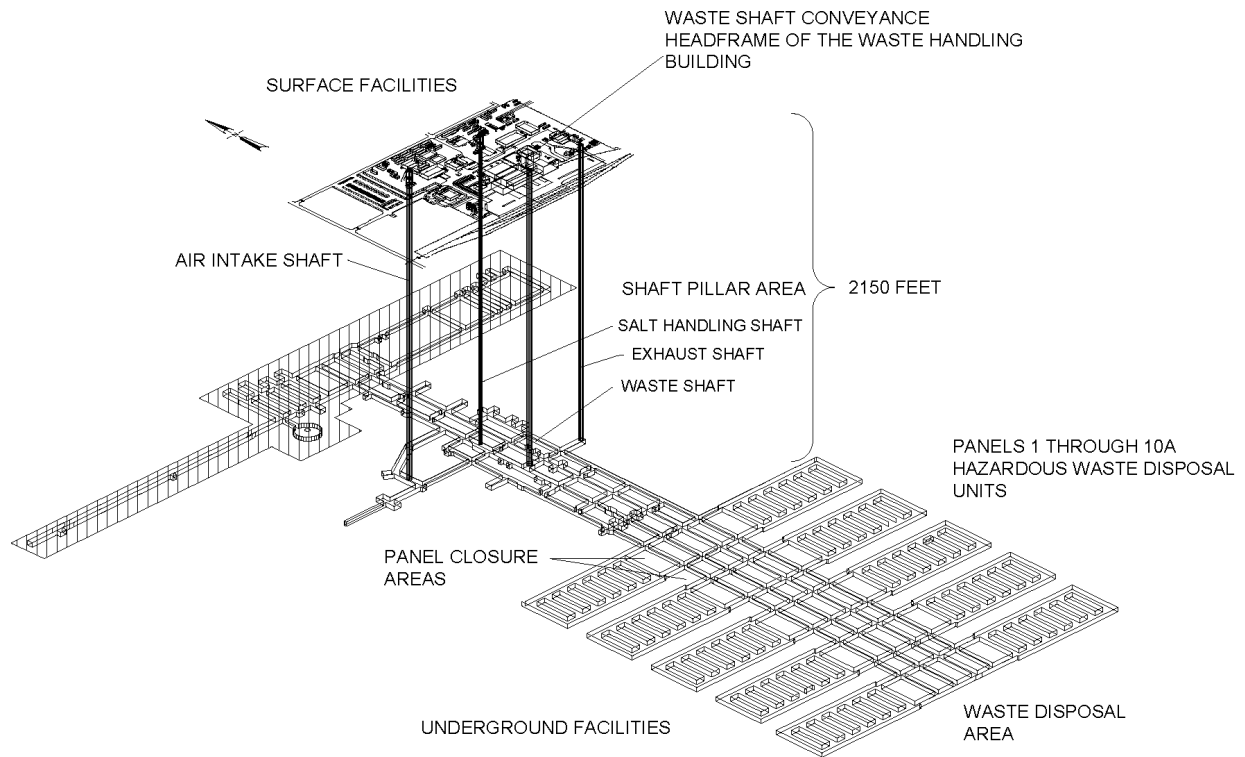 WASTE SHAFT CONVEYANCE
HEADFRAME OF THE WASTE HANDLING
BUILDING
SURFACE FACILITIES
AIR INTAKE SHAFT
SHAFT PILLAR AREA
2150 FEET
SALT HANDLING SHAFT
EXHAUST SHAFT
WASTE SHAFT
PANELS 1 THROUGH 10A
HAZARDOUS WASTE DISPOSAL
UNITS
PANEL CLOSURE
AREAS
UNDERGROUND FACILITIES
WASTE DISPOSAL
AREA